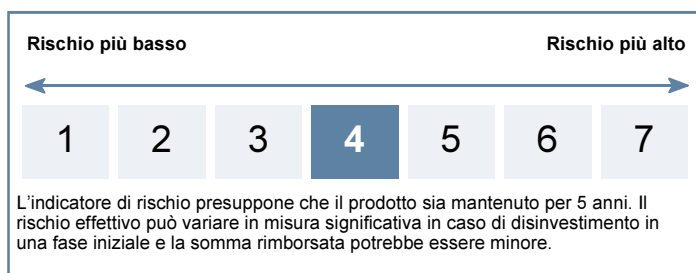 Rischio più basso Rischio più alto
1 2 3 4 5 6 7
L'indicatore di rischio presuppone che il prodotto sia mantenuto per 5 anni. Il
rischio effettivo può variare in misura significativa in caso di disinvestimento in
una fase iniziale e la somma rimborsata potrebbe essere minore.